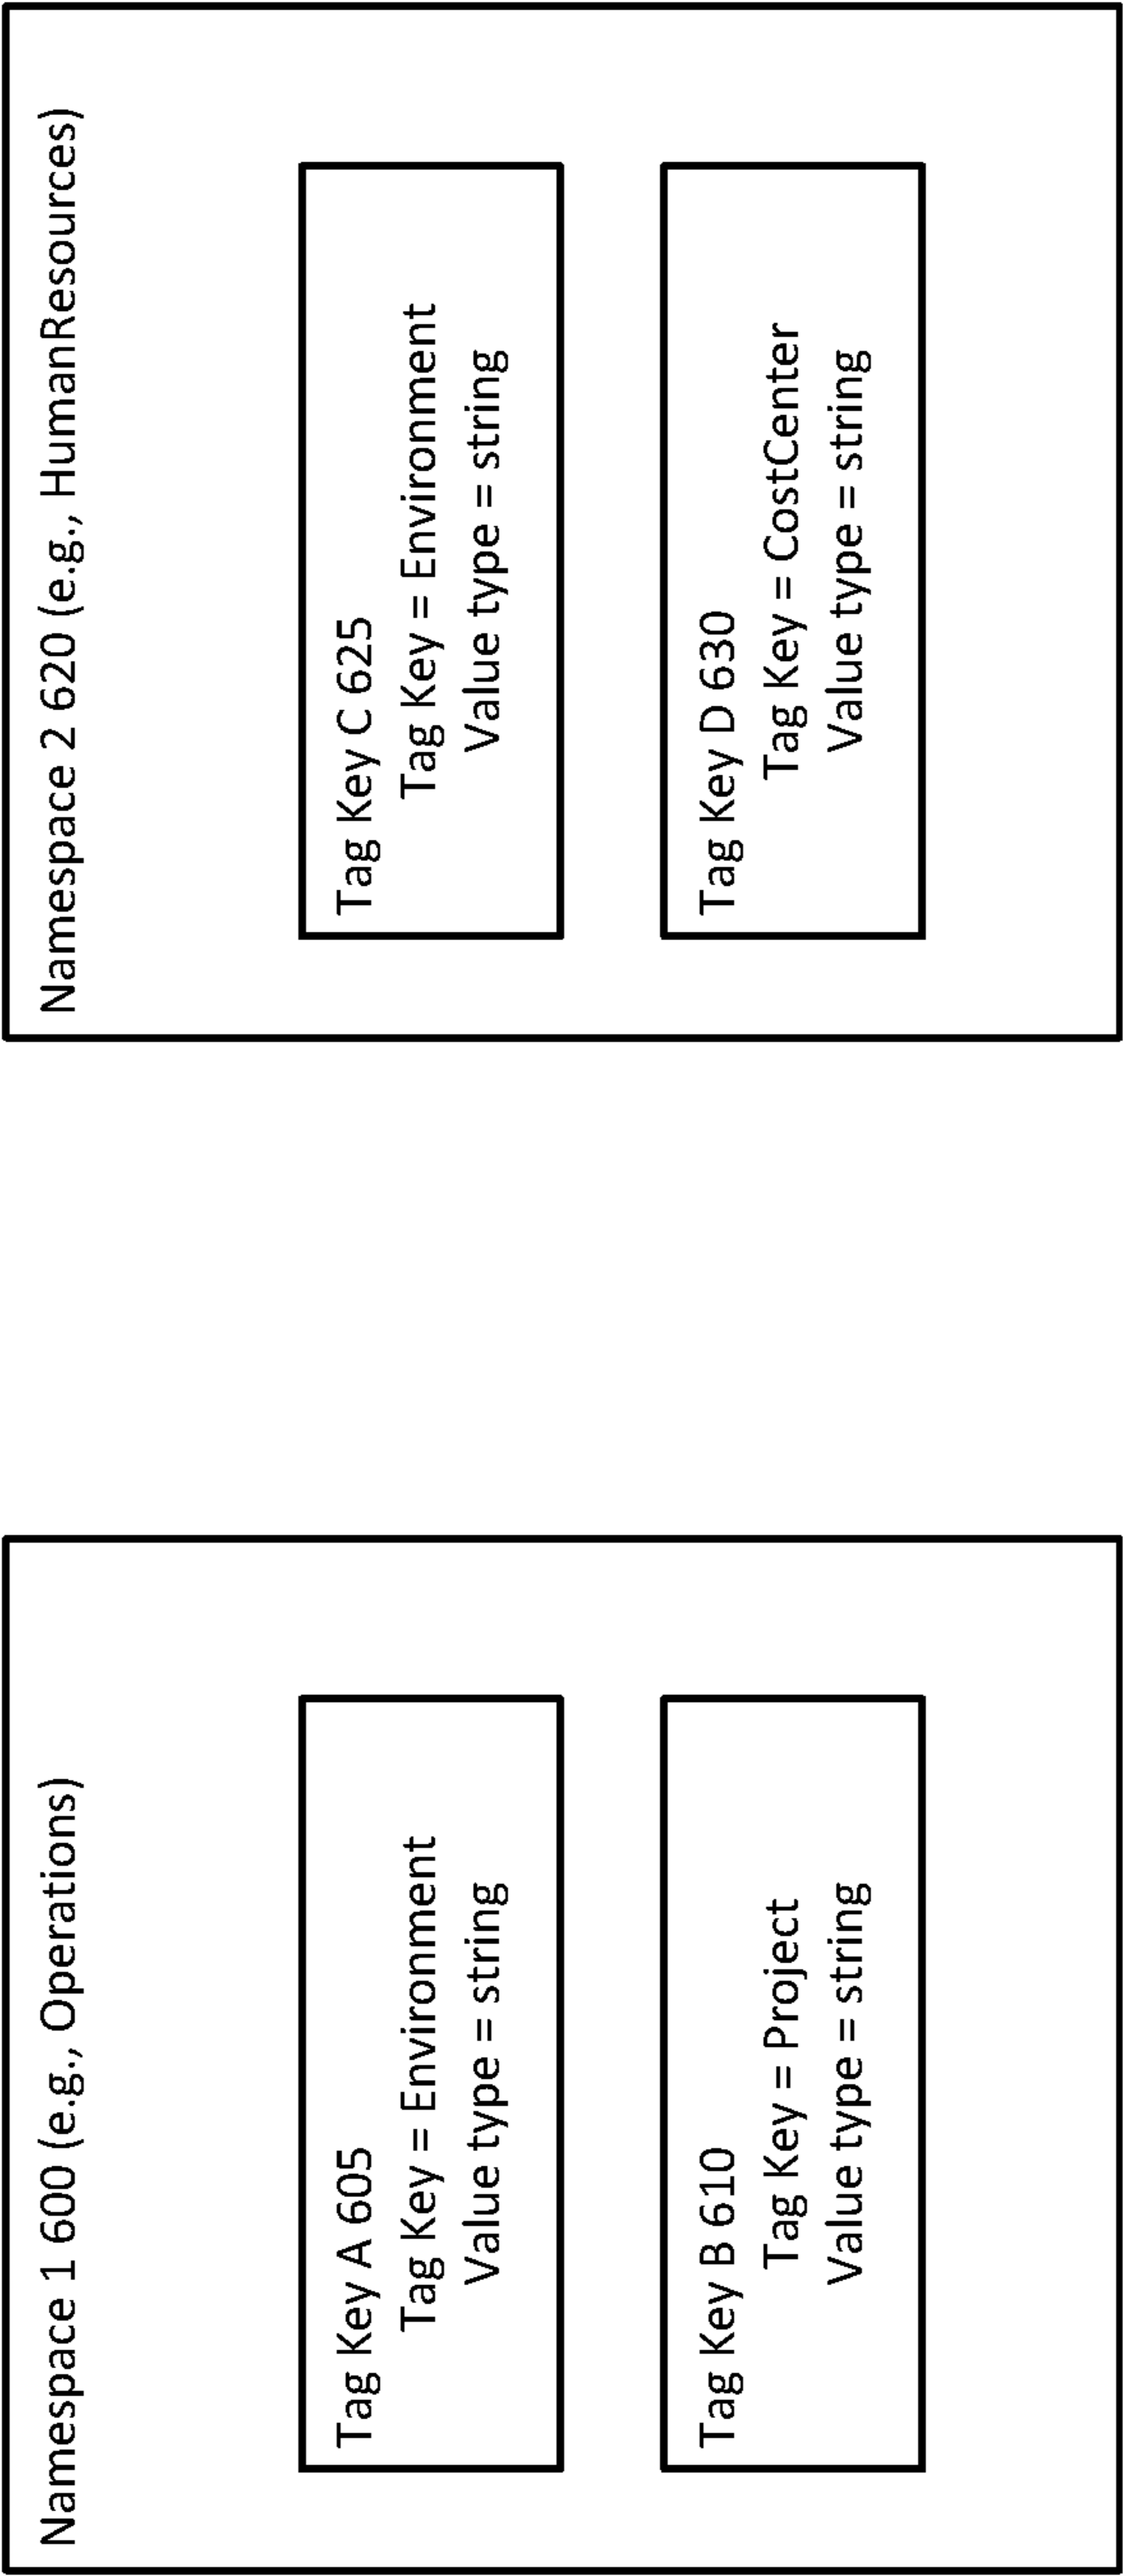 Namespace 1 600 (e.g., Operations)
Tag Key A 605
Tag Key = Environment
Value type = string
Tag Key B 610
Tag Key = Project
Value type = string
Namespace 2 620 (e.g., HumanResources)
Tag Key C 625
Tag Key = Environment
Value type = string
Tag Key D 630
Tag Key = CostCenter
Value type = string